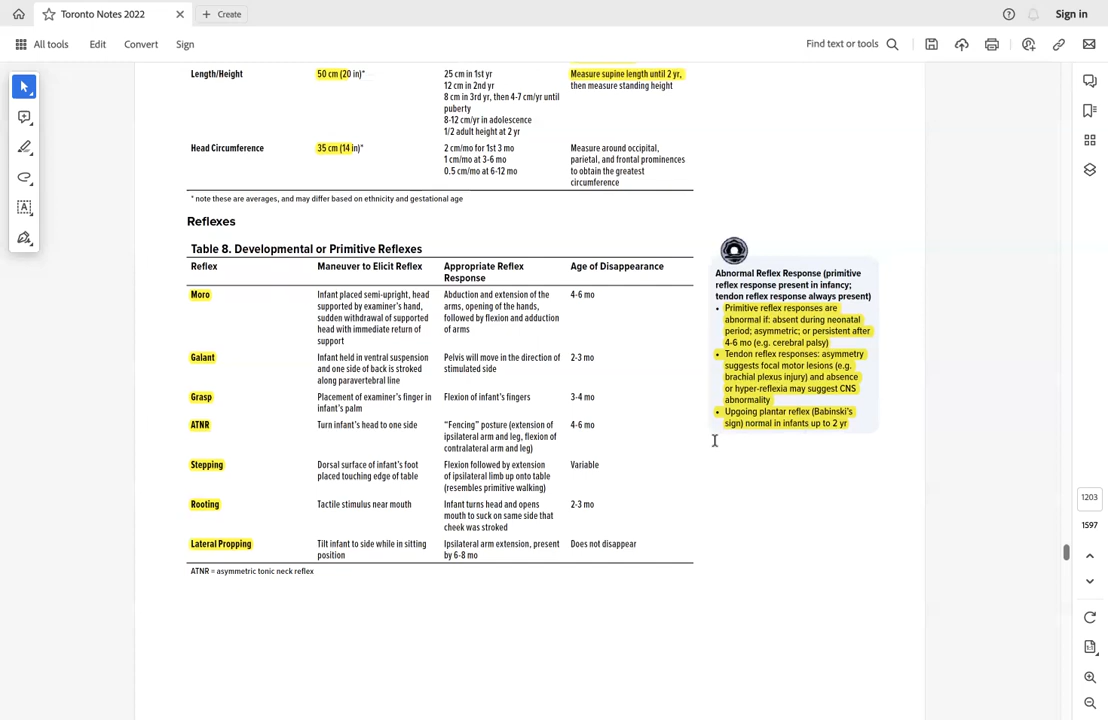 Toronto Notes 2022
Create
Sign in
All tools
Edit
Convert
Sign
Find text or tools
Length/Height
50 cm (20 in)*
25 cm in 1st yr
12 cm in 2nd yr
8 cm in 3rd yr, then 4-7 cm/yr until
puberty
8-12 cm/yr in adolescence
1/2 adult height at 2 yr
Measure supine length until 2 yr,
then measure standing height
Head Circumference
35 cm (14 in)*
2 cm/mo for 1st 3 mo
1 cm/mo at 3-6 mo
0.5 cm/mo at 6-12 mo
Measure around occipital,
parietal, and frontal prominences
to obtain the greatest
circumference
* note these are averages, and may differ based on ethnicity and gestational age
Reflexes
Table 8. Developmental or Primitive Reflexes
Reflex
Maneuver to Elicit Reflex
Appropriate Reflex
Response
Age of Disappearance
Moro
Infant placed semi-upright, head
supported by examiner's hand,
sudden withdrawal of supported
head with immediate return of
support
Abduction and extension of the
arms, opening of the hands,
followed by flexion and adduction
of arms
4-6 mo
Galant
Infant held in ventral suspension
and one side of back is stroked
along paravertebral line
Pelvis will move in the direction of
stimulated side
2-3 mo
Grasp
Placement of examiner's finger in
infant's palm
Flexion of infant's fingers
3-4 mo
ATNR
Turn infant's head to one side
“Fencing” posture (extension of
ipsilateral arm and leg, flexion of
contralateral arm and leg)
4-6 mo
Stepping
Dorsal surface of infant's foot
placed touching edge of table
Flexion followed by extension
of ipsilateral limb up onto table
(resembles primitive walking)
Variable
Rooting
Tactile stimulus near mouth
Infant turns head and opens
mouth to suck on same side that
cheek was stroked
2-3 mo
Lateral Propping
Tilt infant to side while in sitting
position
Ipsilateral arm extension, present
by 6-8 mo
Does not disappear
ATNR = asymmetric tonic neck reflex
Abnormal Reflex Response (primitive
reflex response present in infancy;
tendon reflex response always present)
• Primitive reflex responses are
abnormal if: absent during neonatal
period; asymmetric; or persistent after
4-6 mo (e.g. cerebral palsy)
• Tendon reflex responses: asymmetry
suggests focal motor lesions (e.g.
brachial plexus injury) and absence
or hyper-reflexia may suggest CNS
abnormality
• Upgoing plantar reflex (Babinski's
sign) normal in infants up to 2 yr
1203
1597